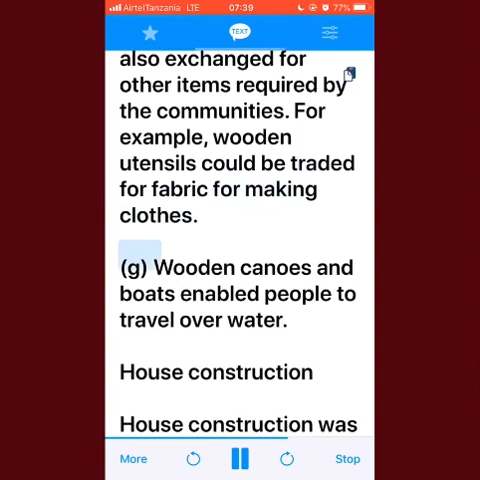 AirtelTanzania LTE 07:39 77%
TEXT
also exchanged for
other items required by
the communities. For
example, wooden
utensils could be traded
for fabric for making
clothes.
(g) Wooden canoes and
boats enabled people to
travel over water.
House construction
House construction was
More Stop